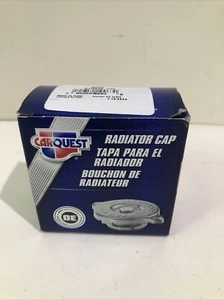 CARQUEST
RADIATOR CAP
TAPA PARA EL
RADIADOR
BOUCHON DE
RADIATEUR
OE